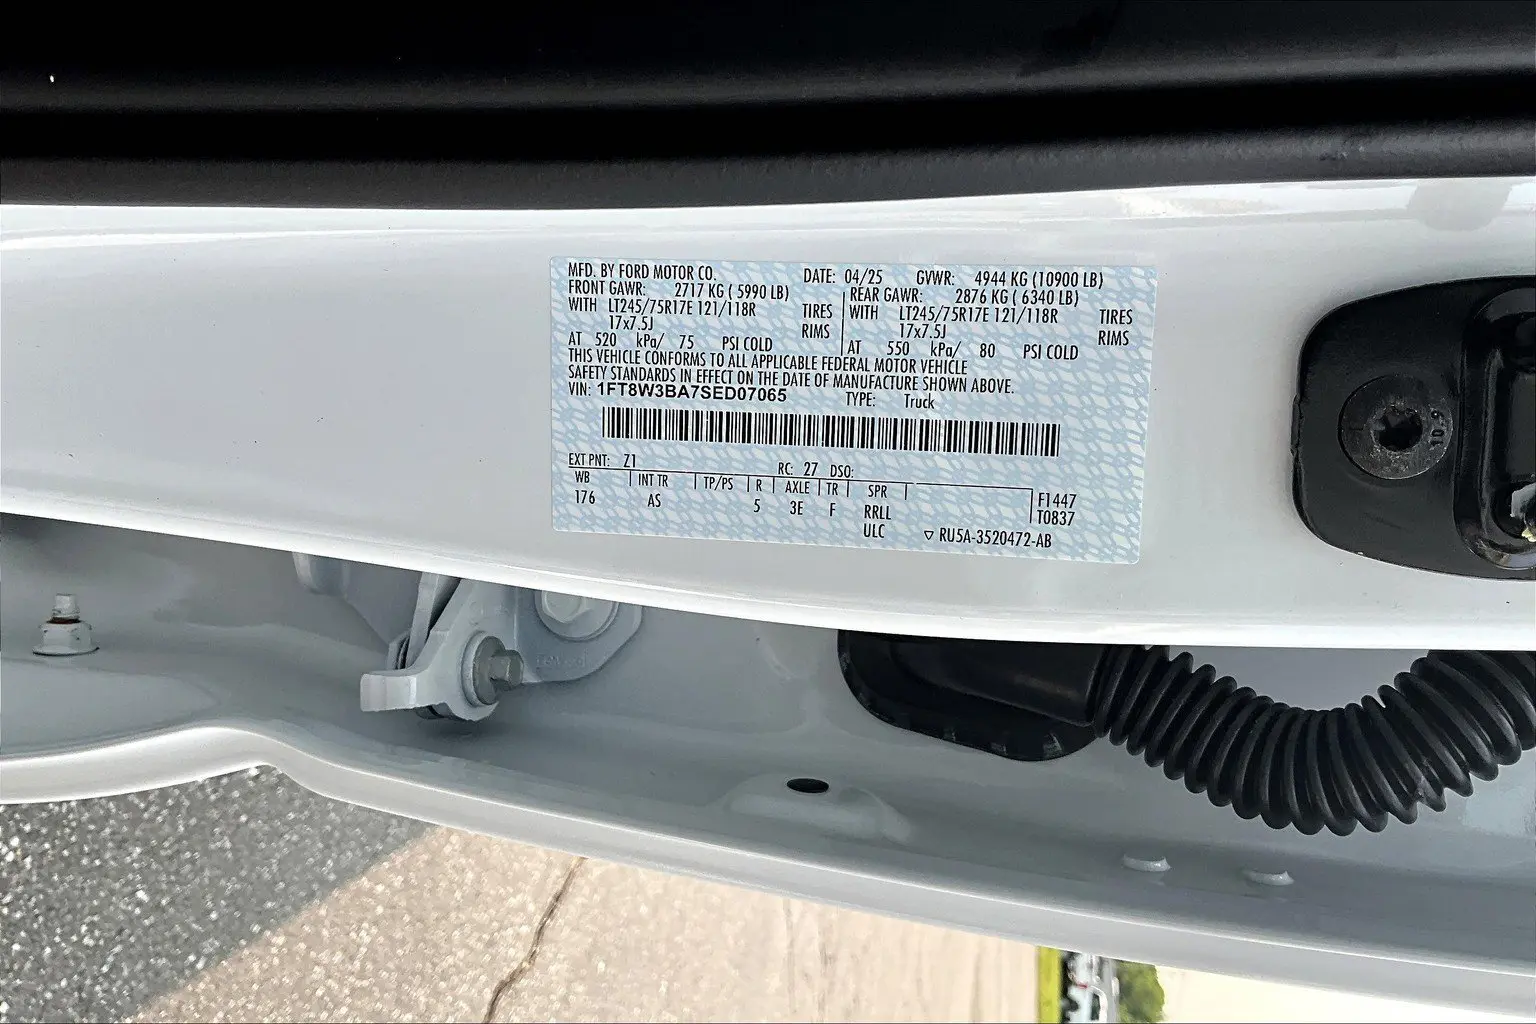 MFD. BY FORD MOTOR CO. DATE: 04/25 GVWR: 4944 KG (10900 LB)
FRONT GAWR: 2717 KG ( 5990 LB) REAR GAWR: 2876 KG ( 6340 LB)
WITH LT245/75R17E 121/118R TIRES WITH LT245/75R17E 121/118R TIRES
17x7.5J RIMS 17x7.5J RIMS
AT 520 kPa/ 75 PSI COLD AT 550 kPa/ 80 PSI COLD
THIS VEHICLE CONFORMS TO ALL APPLICABLE FEDERAL MOTOR VEHICLE
SAFETY STANDARDS IN EFFECT ON THE DATE OF MANUFACTURE SHOWN ABOVE.
VIN: 1FT8W3BA7SED07065 TYPE: Truck
EXT PNT: Z1 RC: 27 DSO:
WB INT TR TP/PS R AXLE TR SPR F1447
176 AS 5 3E F RRLL T0837
ULC ▽ RU5A-3520472-AB
10.9